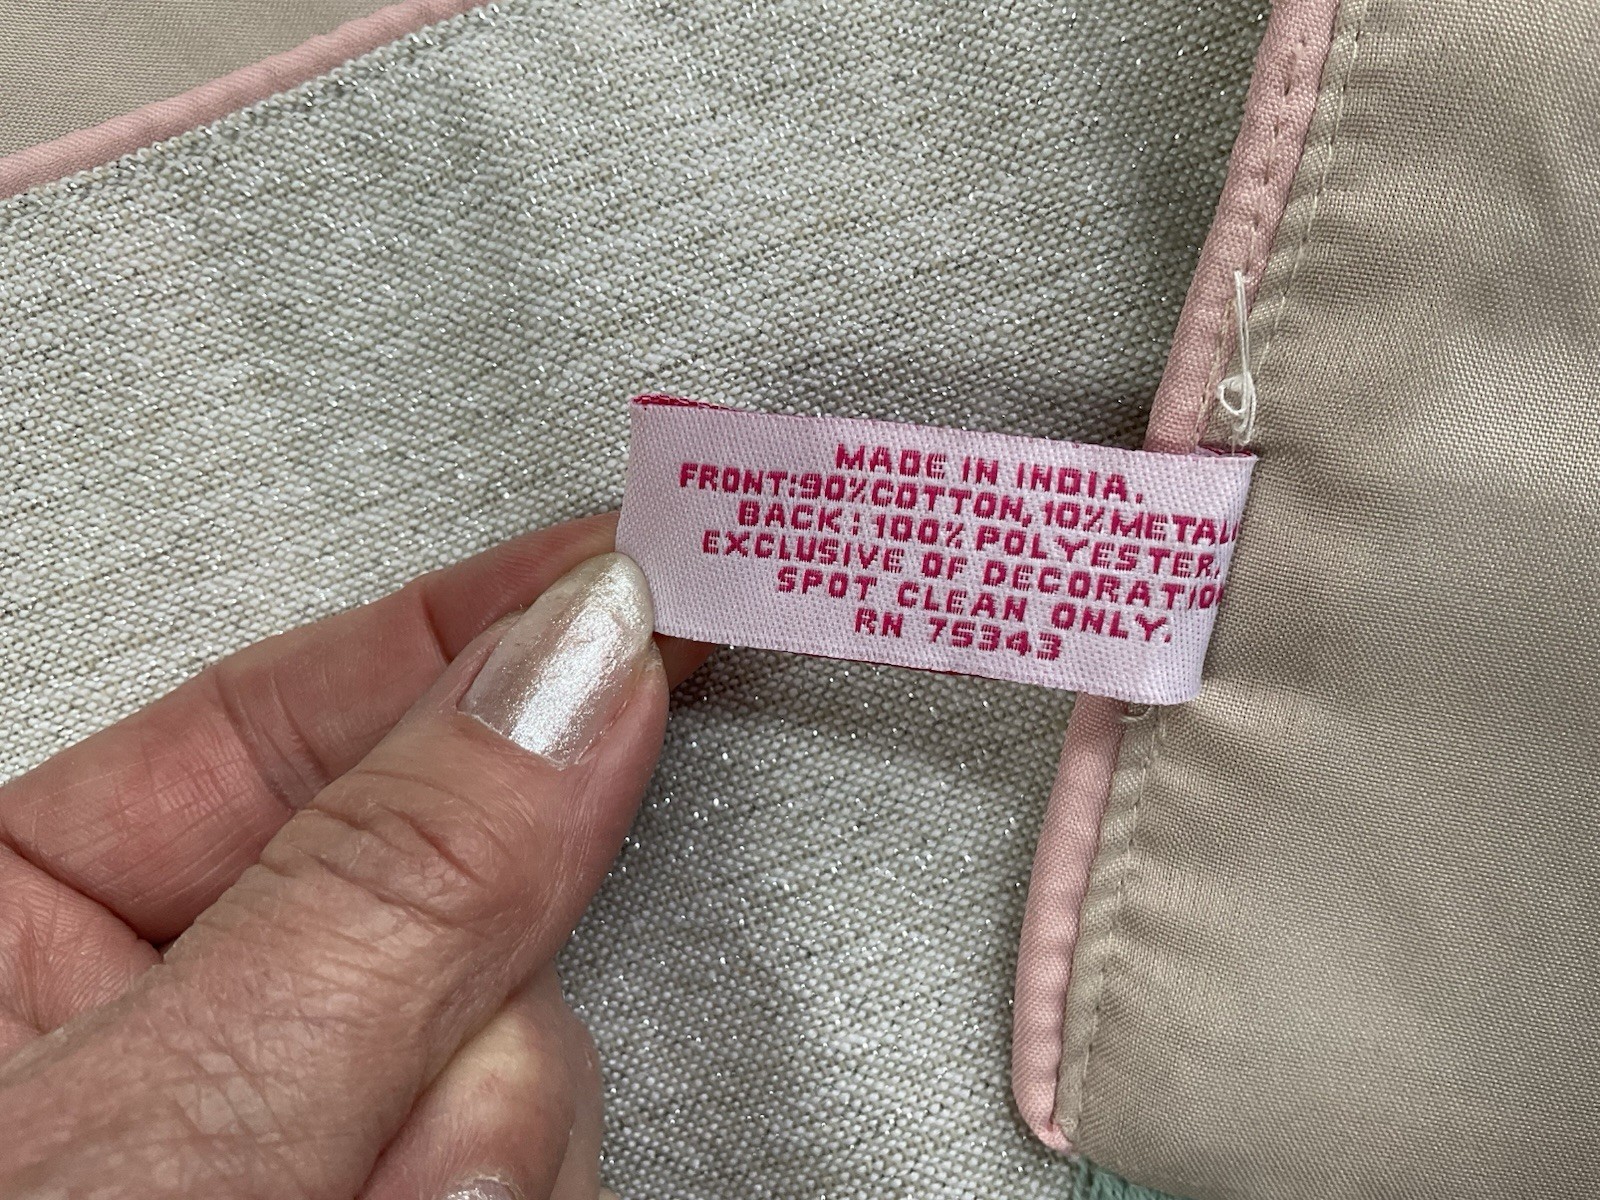 MADE IN INDIA.
FRONT:90%COTTON, 10%METAL
BACK: 100% POLYESTER.
EXCLUSIVE OF DECORATIO
SPOT CLEAN ONLY.
RN 75343